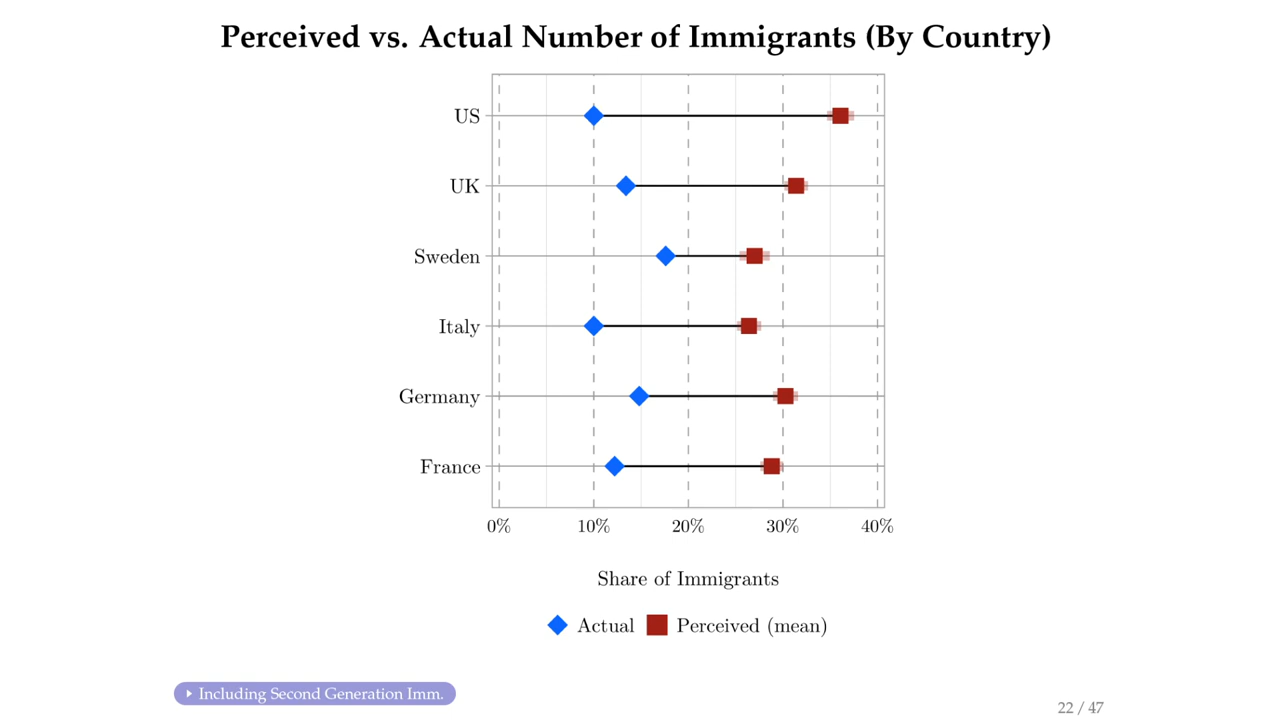 Perceived vs. Actual Number of Immigrants (By Country)
US
UK
Sweden
Italy
Germany
France
0% 10% 20% 30% 40%
Share of Immigrants
Actual Perceived (mean)
Including Second Generation Imm.
22 / 47